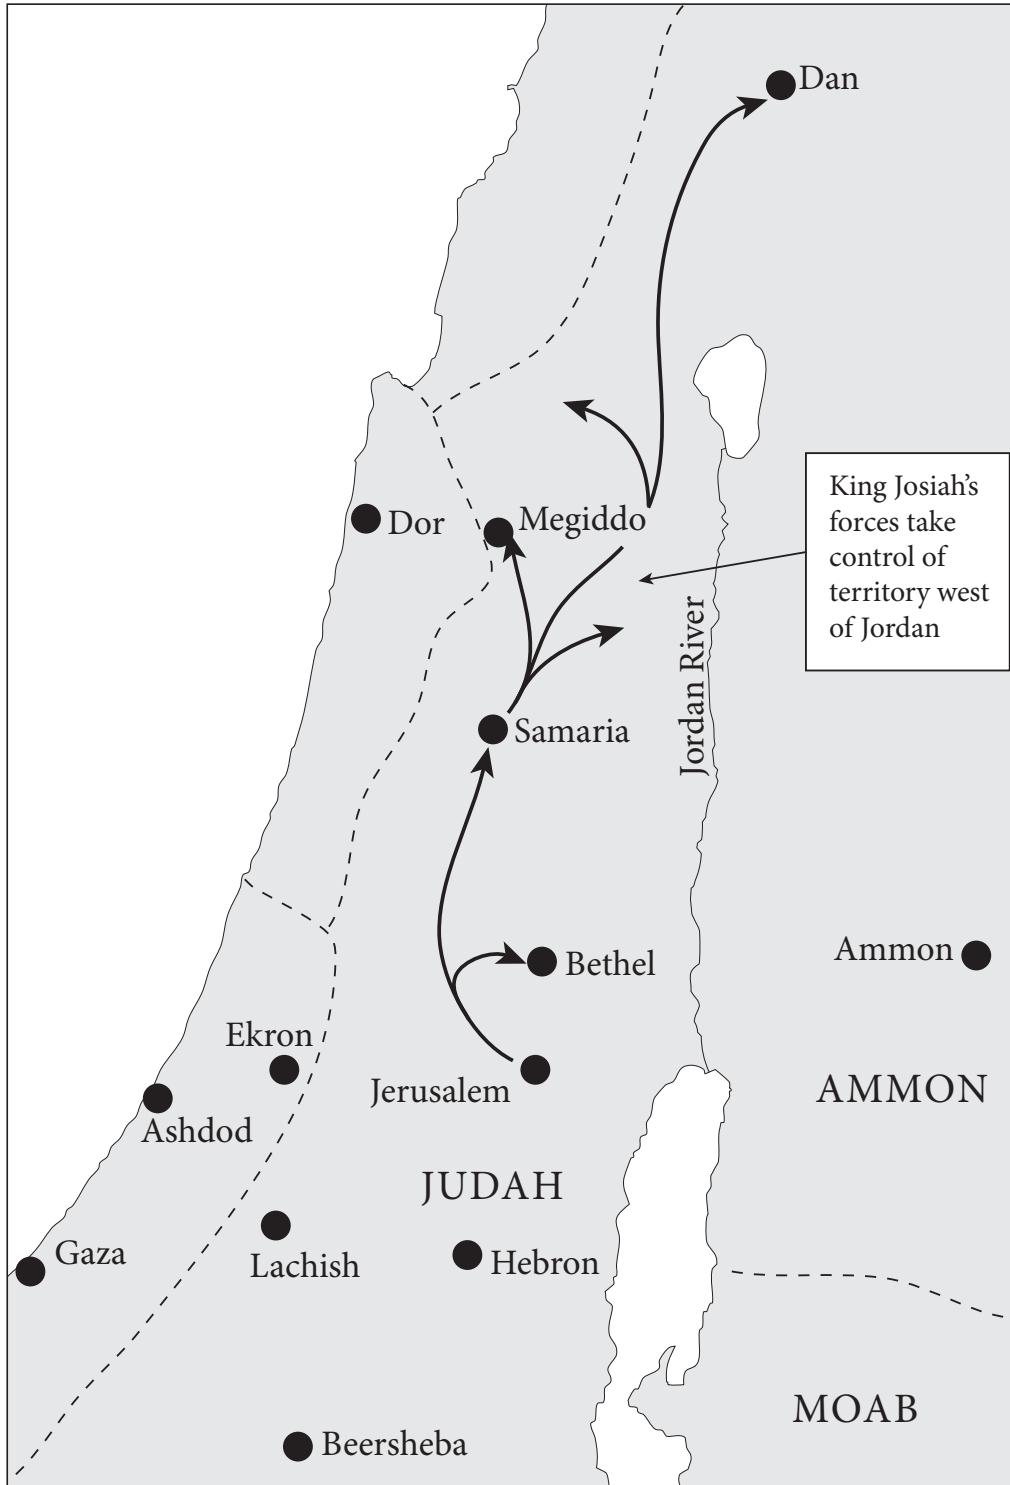 Dan
King Josiah's
forces take
control of
territory west
of Jordan
Dor
Megiddo
Jordan River
Samaria
Bethel
Ammon
Ekron
Jerusalem
AMMON
Ashdod
JUDAH
Gaza
Lachish
Hebron
MOAB
Beersheba